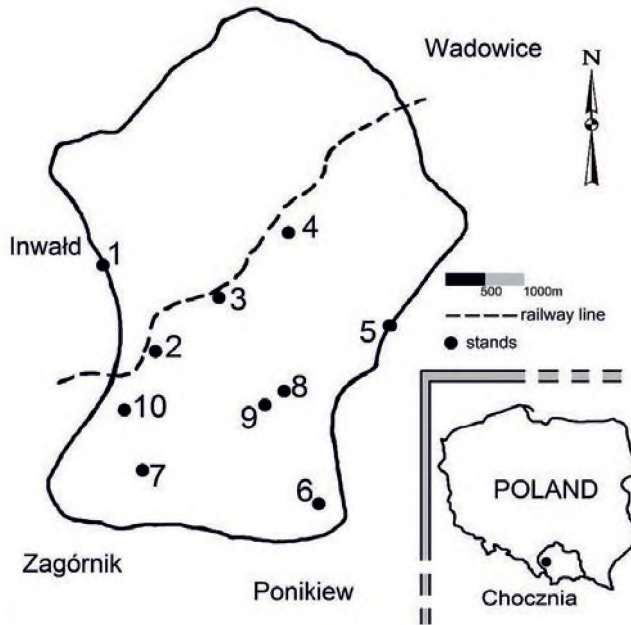 Wadowice
N
Inwałd
1
4
3
500 1000m
railway line
5
stands
2
8
9
10
7
6
POLAND
Zagórnik
Ponikiew
Chocznia